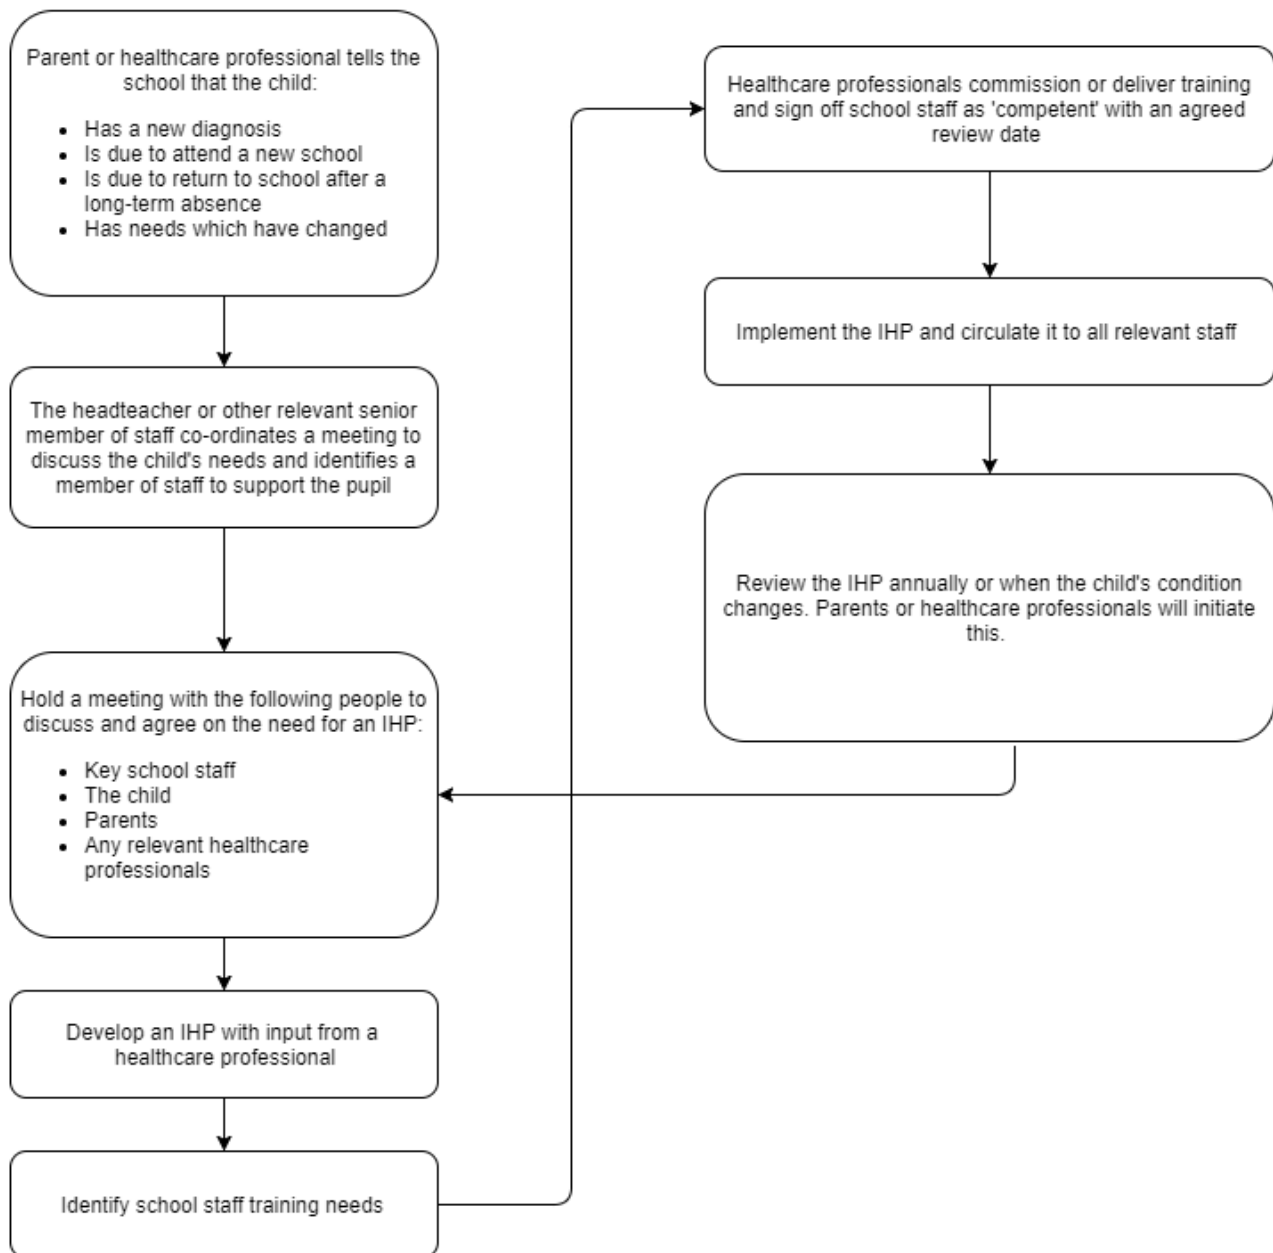 Parent or healthcare professional tells the
school that the child:
• Has a new diagnosis
• Is due to attend a new school
• Is due to return to school after a
long-term absence
• Has needs which have changed
The headteacher or other relevant senior
member of staff co-ordinates a meeting to
discuss the child's needs and identifies a
member of staff to support the pupil
Hold a meeting with the following people to
discuss and agree on the need for an IHP:
• Key school staff
• The child
• Parents
• Any relevant healthcare
professionals
Develop an IHP with input from a
healthcare professional
Identify school staff training needs
Healthcare professionals commission or deliver training
and sign off school staff as 'competent' with an agreed
review date
Implement the IHP and circulate it to all relevant staff
Review the IHP annually or when the child's condition
changes. Parents or healthcare professionals will initiate
this.